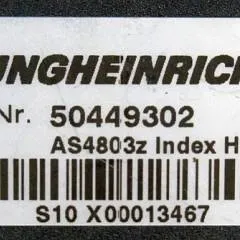 UNGHEINRICH
Nr. 50449302
AS4803z Index H
S10 X00013467